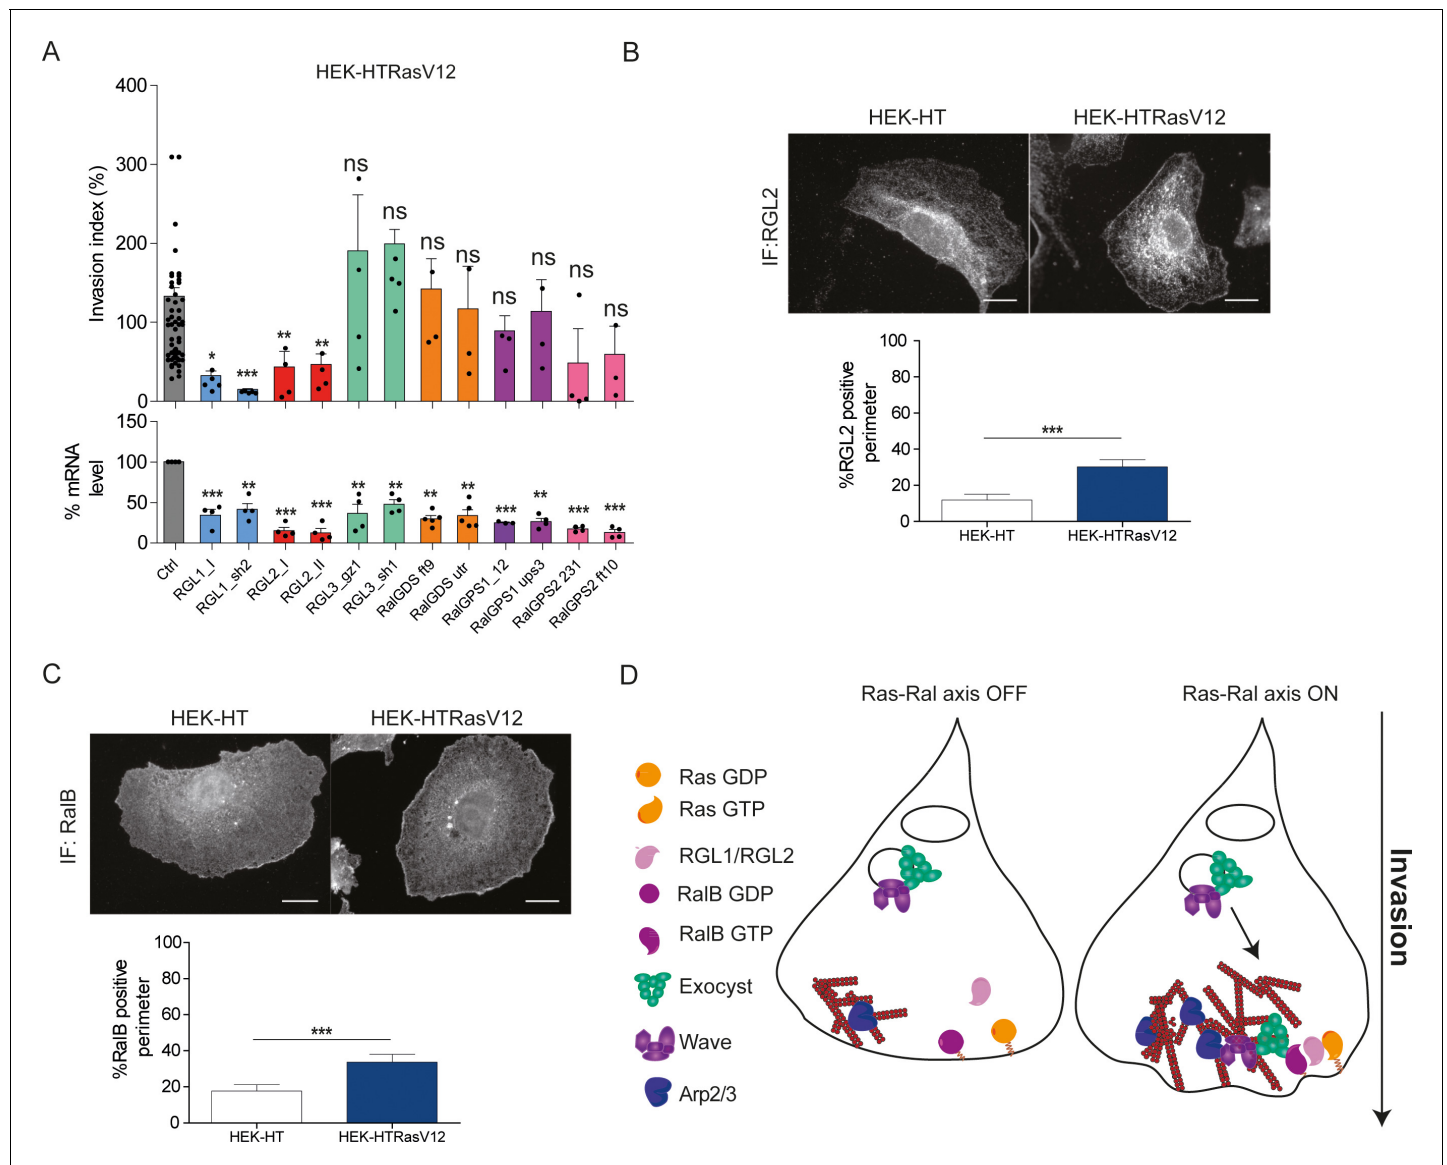 A
HEK-HTRasV12
Invasion index (%)
400
300
200
100
0
*
***
**
**
ns
ns
ns
ns
ns
ns
ns
ns
% mRNA
level
150
100
50
0
***
**
***
***
**
**
**
**
***
**
***
***
Ctrl
RGL1_I
RGL1_sh2
RGL2_I
RGL2_II
RGL3_gz1
RGL3_sh1
RalGDS ft9
RalGDS utr
RalGPS1_12
RalGPS1 ups3
RalGPS2 231
RalGPS2 ft10
B
HEK-HT
HEK-HTRasV12
IF:RGL2
%RGL2 positive
perimeter
100
80
60
40
20
0
***
HEK-HT
HEK-HTRasV12
C
HEK-HT
HEK-HTRasV12
IF: RalB
%RalB positive
perimeter
100
80
60
40
20
0
***
HEK-HT
HEK-HTRasV12
D
Ras-Ral axis OFF
Ras-Ral axis ON
Ras GDP
Ras GTP
RGL1/RGL2
RalB GDP
RalB GTP
Exocyst
Wave
Arp2/3
Invasion